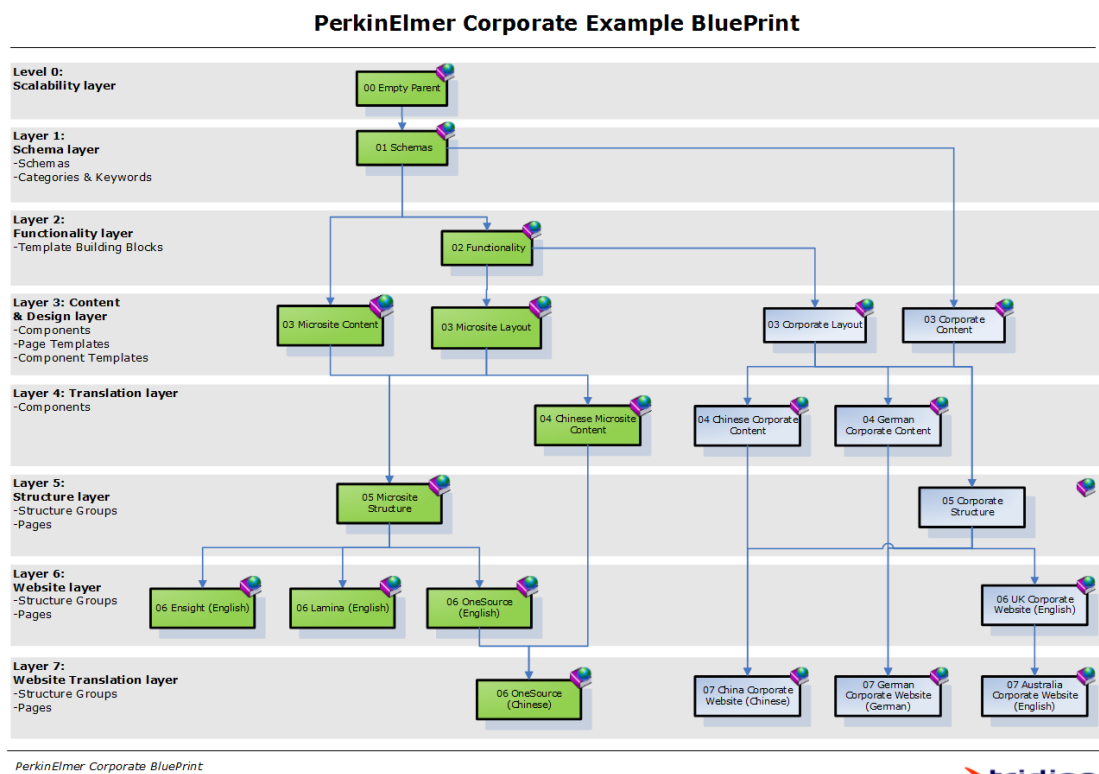 PerkinElmer Corporate Example BluePrint
Level 0:
Scalability layer
00 Empty Parent
Layer 1:
Schema layer
-Schemas
-Categories & Keywords
01 Schemas
Layer 2:
Functionality layer
-Template Building Blocks
02 Functionality
Layer 3: Content
& Design layer
-Components
-Page Templates
-Component Templates
03 Microsite Content
03 Microsite Layout
03 Corporate Layout
03 Corporate
Content
Layer 4: Translation layer
-Components
04 Chinese Microsite
Content
04 Chinese Corporate
Content
04 German
Corporate Content
Layer 5:
Structure layer
-Structure Groups
-Pages
05 Microsite
Structure
05 Corporate
Structure
Layer 6:
Website layer
-Structure Groups
-Pages
06 Ensight (English)
06 Lamina (English)
06 OneSource
(English)
06 UK Corporate
Website (English)
Layer 7:
Website Translation layer
-Structure Groups
-Pages
06 OneSource
(Chinese)
07 China Corporate
Website (Chinese)
07 German
Corporate Website
(German)
07 Australia
Corporate Website
(English)
PerkinElmer Corporate BluePrint